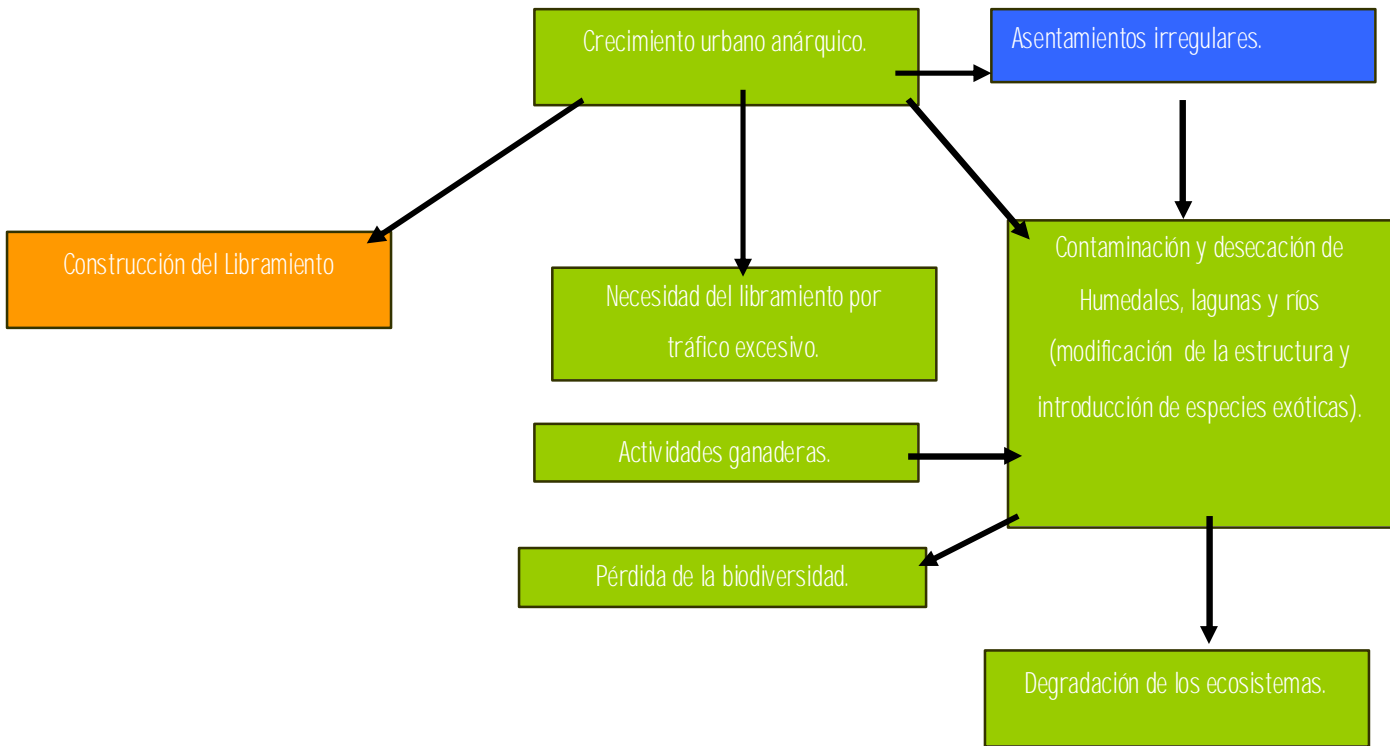 Crecimiento urbano anárquico.
Asentamientos irregulares.
Construcción del Libramiento
Necesidad del libramiento por
tráfico excesivo.
Contaminación y desecación de
Humedales, lagunas y ríos
(modificación de la estructura y
introducción de especies exóticas).
Actividades ganaderas.
Pérdida de la biodiversidad.
Degradación de los ecosistemas.